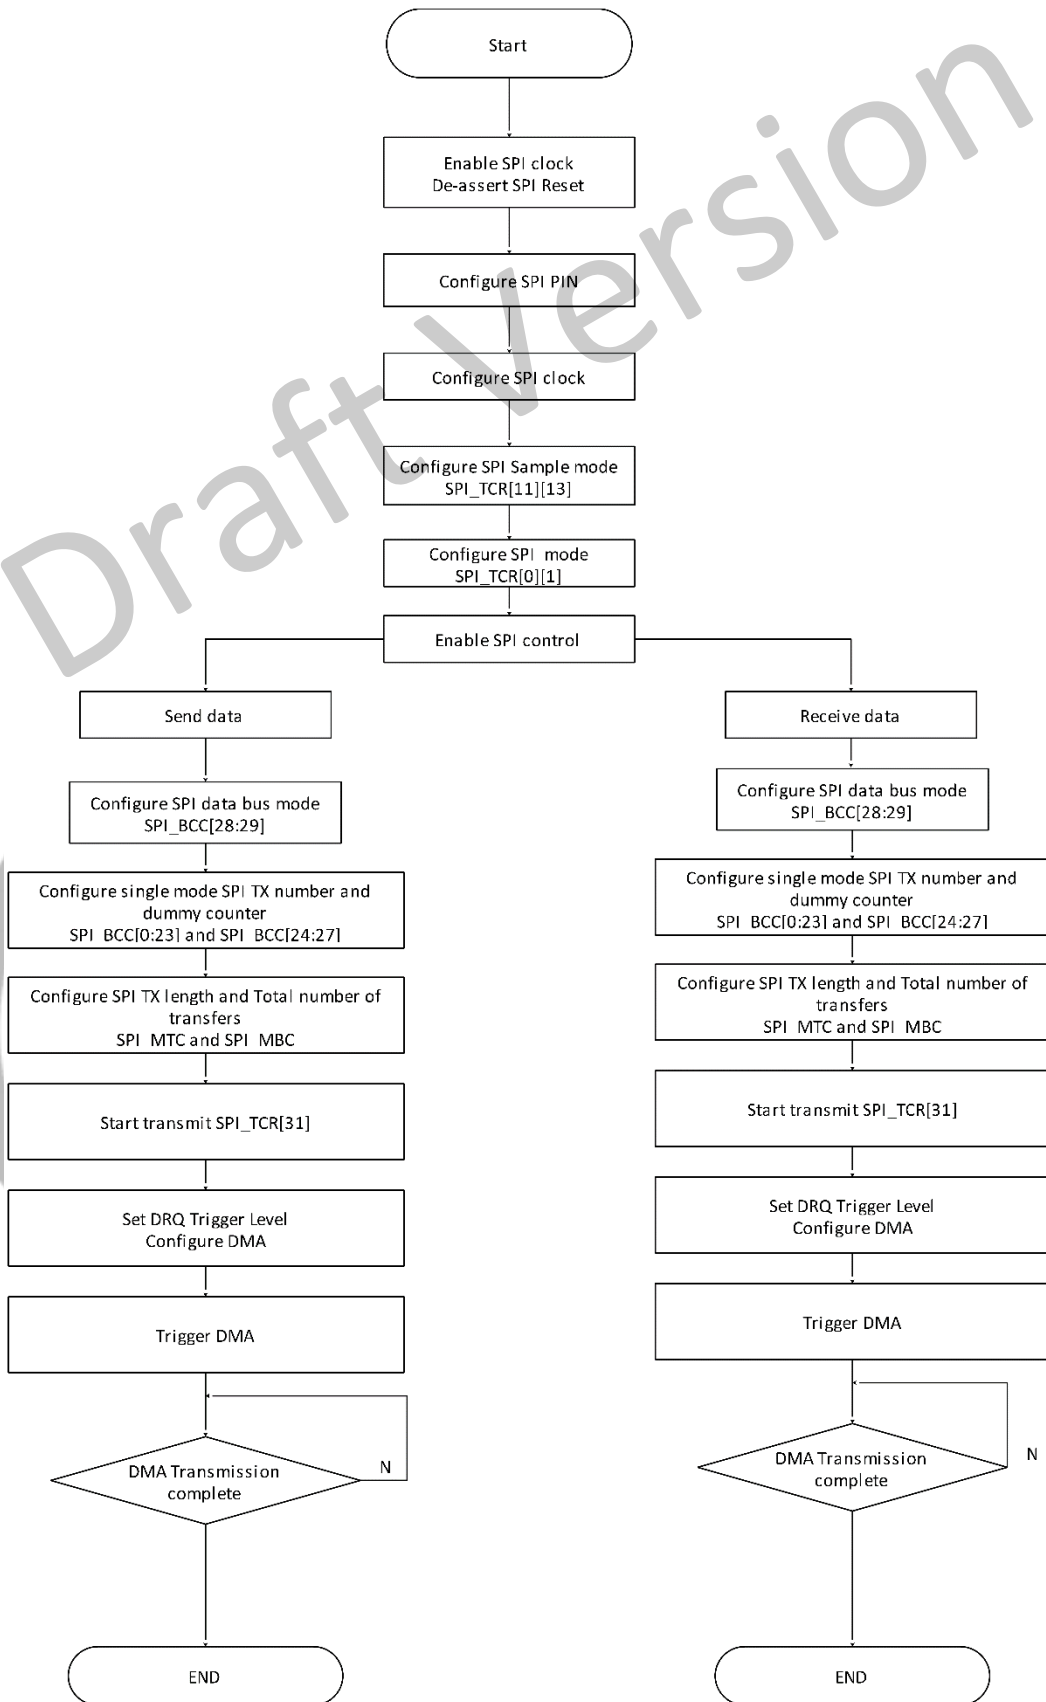 Start
Enable SPI clock
De-assert SPI Reset
Configure SPI PIN
Configure SPI clock
Configure SPI Sample mode
SPI_TCR[11][13]
Configure SPI mode
SPI_TCR[0][1]
Enable SPI control
Send data
Configure SPI data bus mode
SPI_BCC[28:29]
Configure single mode SPI TX number and
dummy counter
SPI_BCC[0:23] and SPI_BCC[24:27]
Configure SPI TX length and Total number of
transfers
SPI_MTC and SPI_MBC
Start transmit SPI_TCR[31]
Set DRQ Trigger Level
Configure DMA
Trigger DMA
DMA Transmission
complete
N
END
Receive data
Configure SPI data bus mode
SPI_BCC[28:29]
Configure single mode SPI TX number and
dummy counter
SPI_BCC[0:23] and SPI_BCC[24:27]
Configure SPI TX length and Total number of
transfers
SPI_MTC and SPI_MBC
Start transmit SPI_TCR[31]
Set DRQ Trigger Level
Configure DMA
Trigger DMA
DMA Transmission
complete
N
END
Draft Version